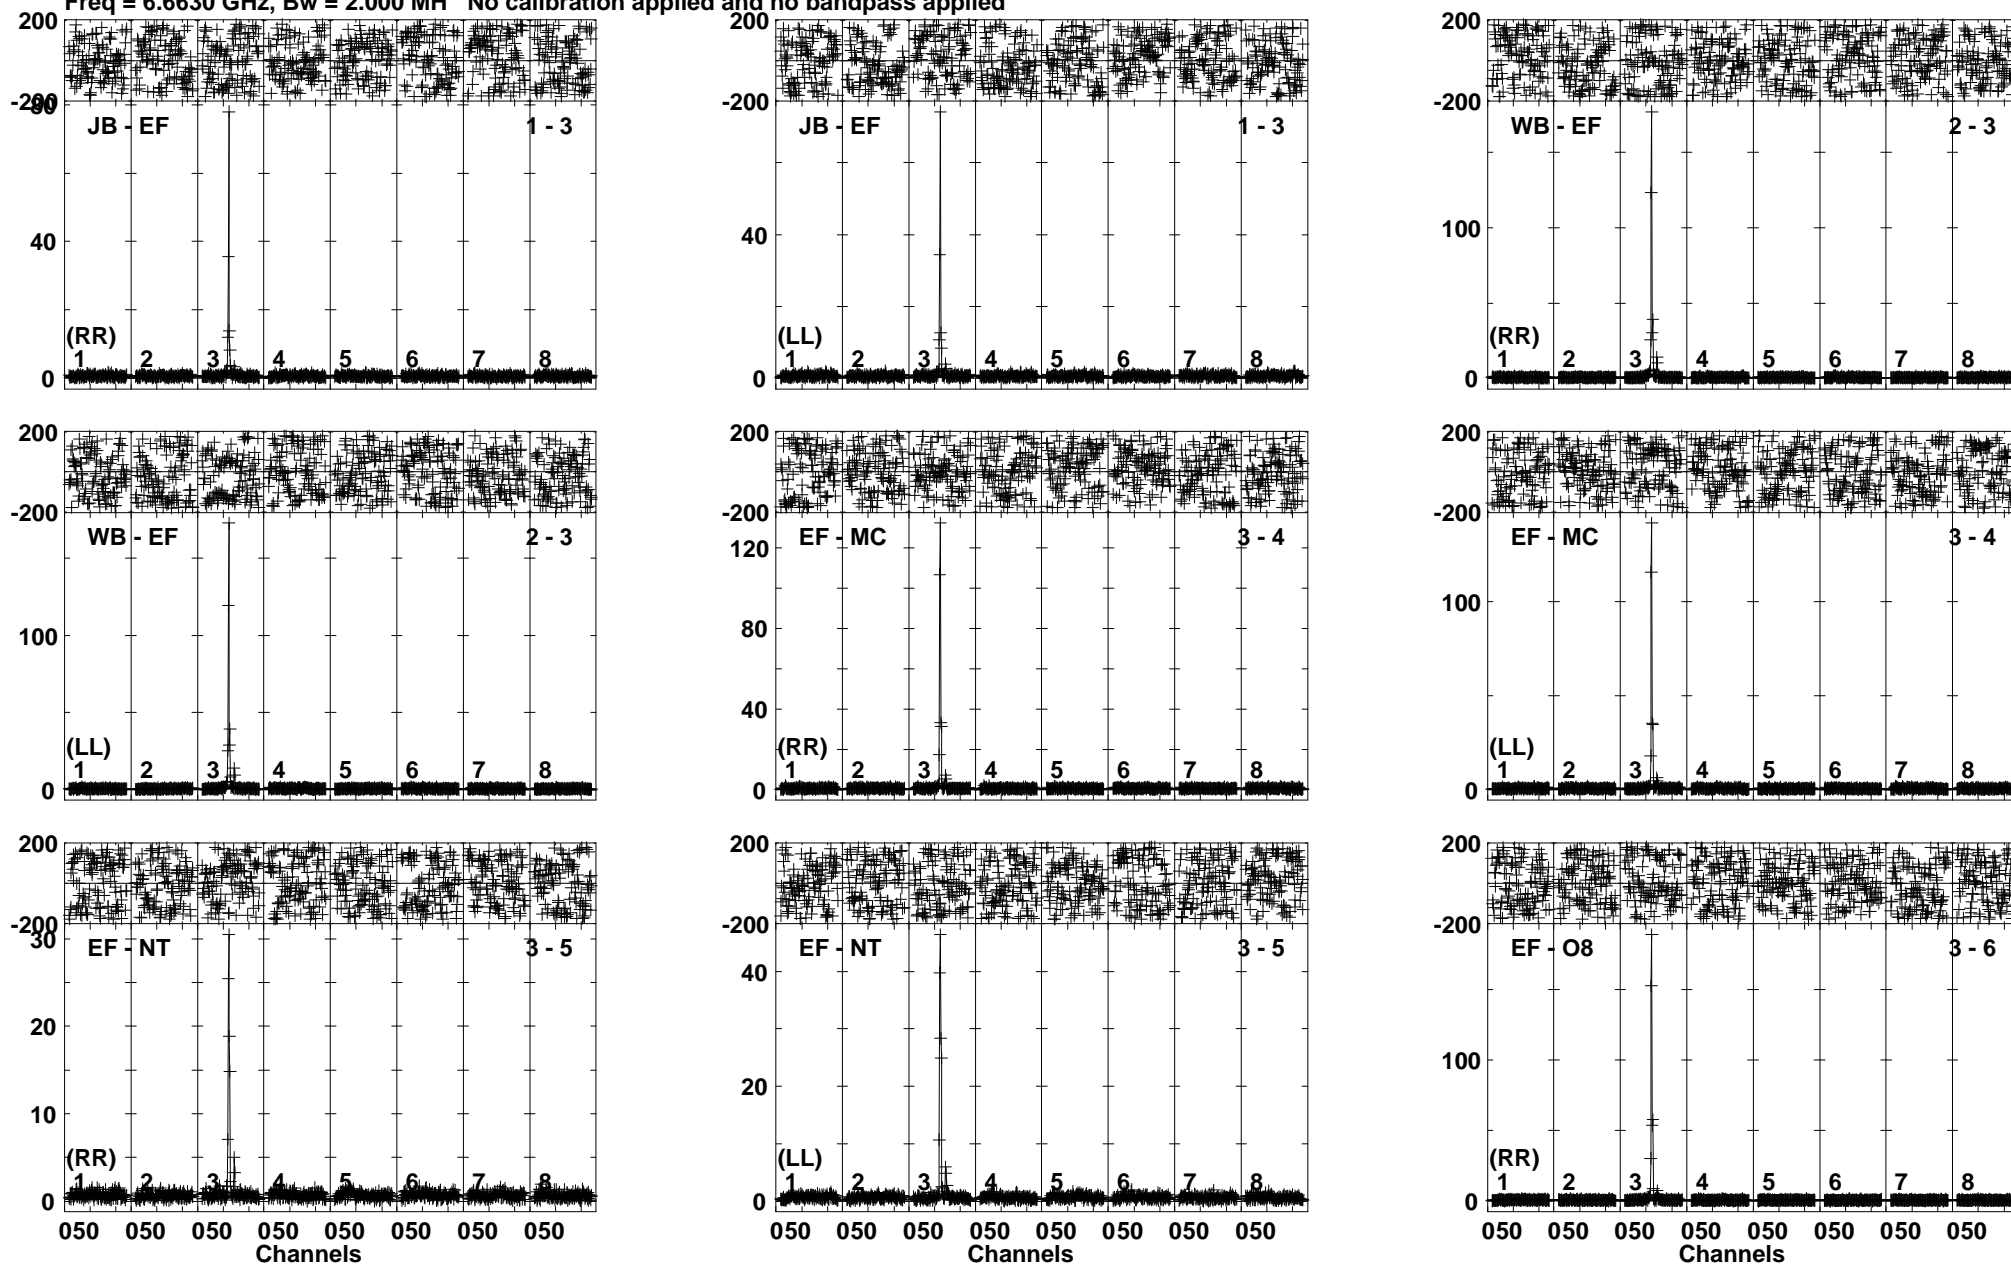 Freq = 6.6630 GHz, Bw = 2.000 MH No calibration applied and no bandpass applied
200 200 200
-200 80 -200 -200
JB - EF 1 - 3 JB - EF 1 - 3 WB - EF 2 - 3
40 40 100
(RR) (LL) (RR)
1 2 3 4 5 6 7 8 1 2 3 4 5 6 7 8 1 2 3 4 5 6 7 8
0 0 0
200 200 200
-200 -200 -200
WB - EF 2 - 3 EF - MC 3 - 4 EF - MC 3 - 4
120
100 80 100
40
(LL) (RR) (LL)
1 2 3 4 5 6 7 8 1 2 3 4 5 6 7 8 1 2 3 4 5 6 7 8
0 0 0
200 200 200
-200 -200 -200
30
EF - NT 3 - 5 EF - NT 3 - 5 EF - O8 3 - 6
40
20 20 100
10
(RR) (LL) (RR)
1 2 3 4 5 6 7 8 1 2 3 4 5 6 7 8 1 2 3 4 5 6 7 8
0 0 0
050 050 050 050 050 050 050 050 050 050 050 050 050 050 050 050 050 050 050 050 050 050 050 050
Channels Channels Channels